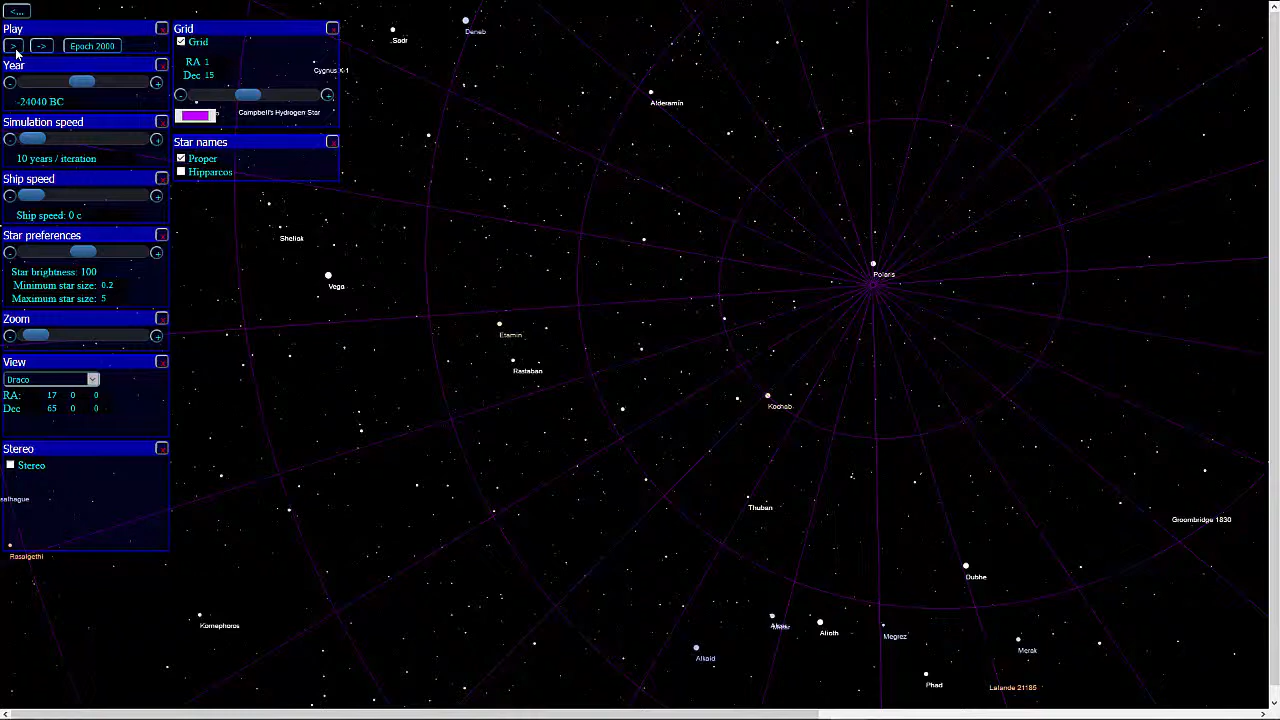 <...
Play
>
->
Epoch 2000
Year
-
+
-24040 BC
Simulation speed
-
+
10 years / iteration
Ship speed
-
+
Ship speed: 0 c
Star preferences
-
+
Star brightness: 100
Minimum star size: 0.2
Maximum star size: 5
Zoom
-
+
View
Draco
RA: 17 0 0
Dec 65 0 0
Stereo
Stereo
Grid
Grid
RA 1
Dec 15
-
+
Star names
Proper
Hipparcos
Sadr
Deneb
Cygnus X-1
Campbell's Hydrogen Star
Alderamin
Sheliak
Vega
Polaris
Etamin
Rastaban
Kochab
Thuban
Groombridge 1830
Rasalgethi
Dubhe
Kornephoros
Alioth
Megrez
Merak
Alkaid
Phad
Lalande 21185